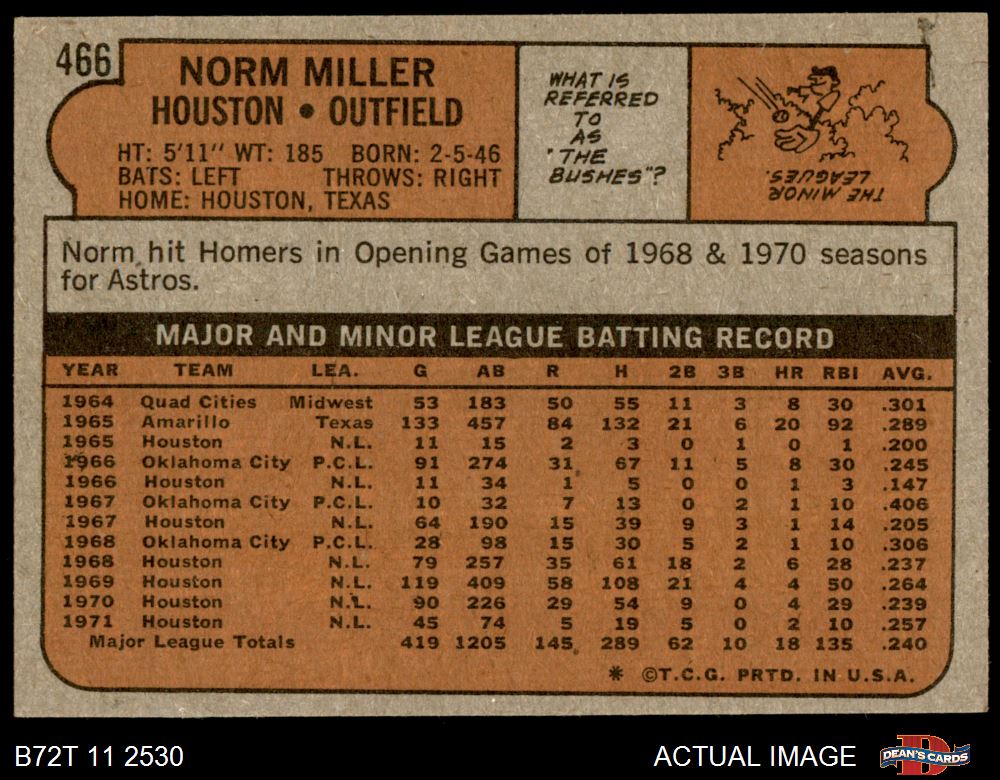 466
NORM MILLER
HOUSTON • OUTFIELD
HT: 5'11" WT: 185 BORN: 2-5-46
BATS: LEFT THROWS: RIGHT
HOME: HOUSTON, TEXAS
WHAT IS
REFERRED
TO
AS
"THE
BUSHES"?
THE MINOR
LEAGUES.
Norm hit Homers in Opening Games of 1968 & 1970 seasons
for Astros.
MAJOR AND MINOR LEAGUE BATTING RECORD
YEAR TEAM LEA. G AB R H 2B 3B HR RBI AVG.
1964 Quad Cities Midwest 53 183 50 55 11 3 8 30 .301
1965 Amarillo Texas 133 457 84 132 21 6 20 92 .289
1965 Houston N.L. 11 15 2 3 0 1 0 1 .200
1966 Oklahoma City P.C.L. 91 274 31 67 11 5 8 30 .245
1966 Houston N.L. 11 34 1 5 0 0 1 3 .147
1967 Oklahoma City P.C.L. 10 32 7 13 0 2 1 10 .406
1967 Houston N.L. 64 190 15 39 9 3 1 14 .205
1968 Oklahoma City P.C.L. 28 98 15 30 5 2 1 10 .306
1968 Houston N.L. 79 257 35 61 18 2 6 28 .237
1969 Houston N.L. 119 409 58 108 21 4 4 50 .264
1970 Houston N.L. 90 226 29 54 9 0 4 29 .239
1971 Houston N.L. 45 74 5 19 5 0 2 10 .257
Major League Totals 419 1205 145 289 62 10 18 135 .240
* ©T.C.G. PRTD. IN U.S.A.
B72T 11 2530 ACTUAL IMAGE DEAN'S CARDS